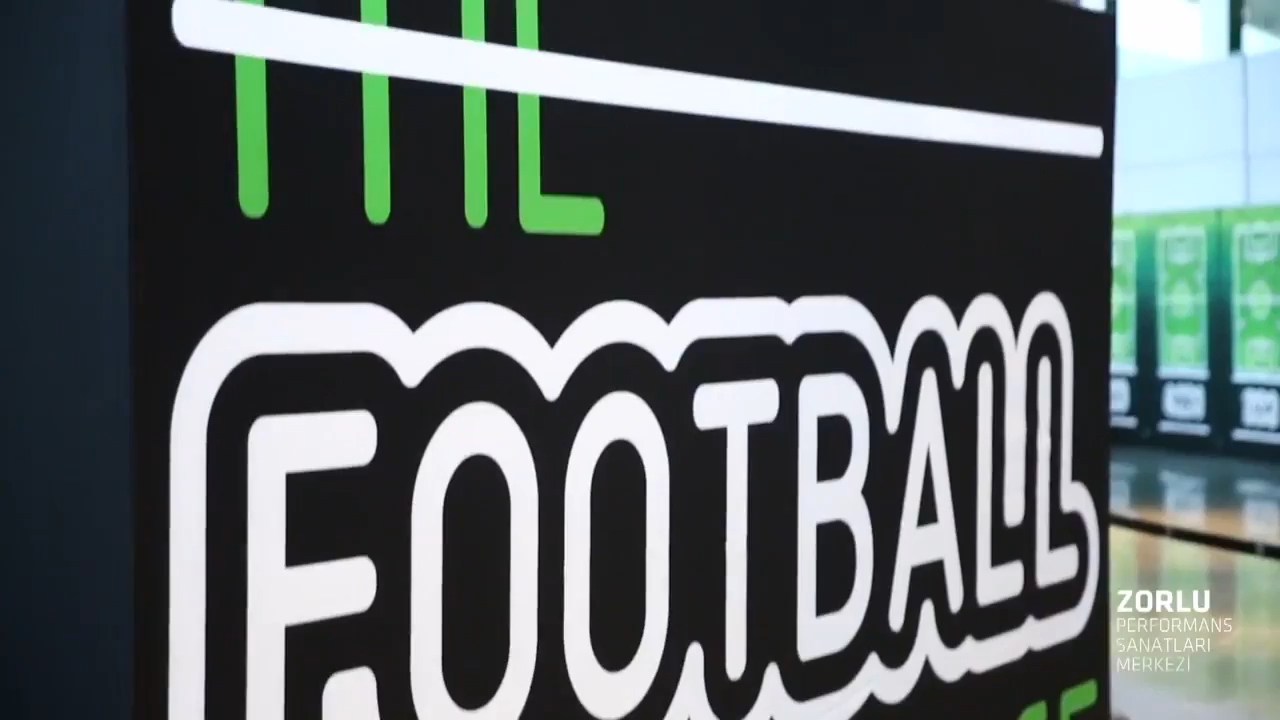 FOOTBALL
ZORLU
PERFORMANS
SANATLARI
MERKEZİ